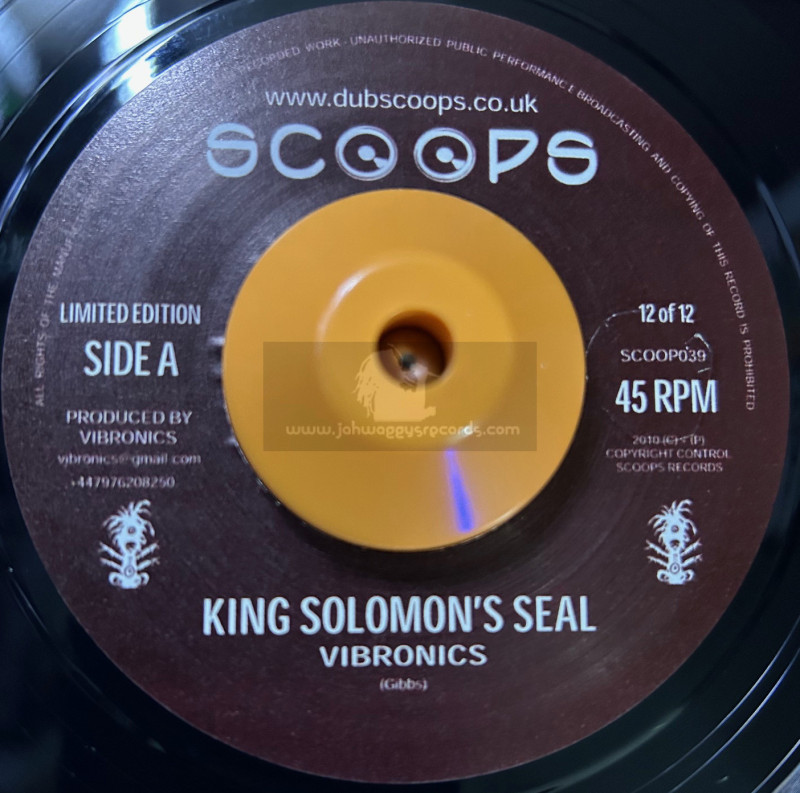 ALL RIGHTS OF THE MANUFAC
RECORDED WORK - UNAUTHORIZED PUBLIC PERFORMANCE BROADCASTING AND COPYING OF THIS RECORD IS PROHIBITED
www.dubscoops.co.uk
SCOOPS
LIMITED EDITION
SIDE A
PRODUCED BY
VIBRONICS
vibronics@gmail.com
+447976208250
12 of 12
SCOOP039
45 RPM
2010 (C) + (P)
COPYRIGHT CONTROL
SCOOPS RECORDS
www.jahwaggysrecords.com
KING SOLOMON'S SEAL
VIBRONICS
(Gibbs)